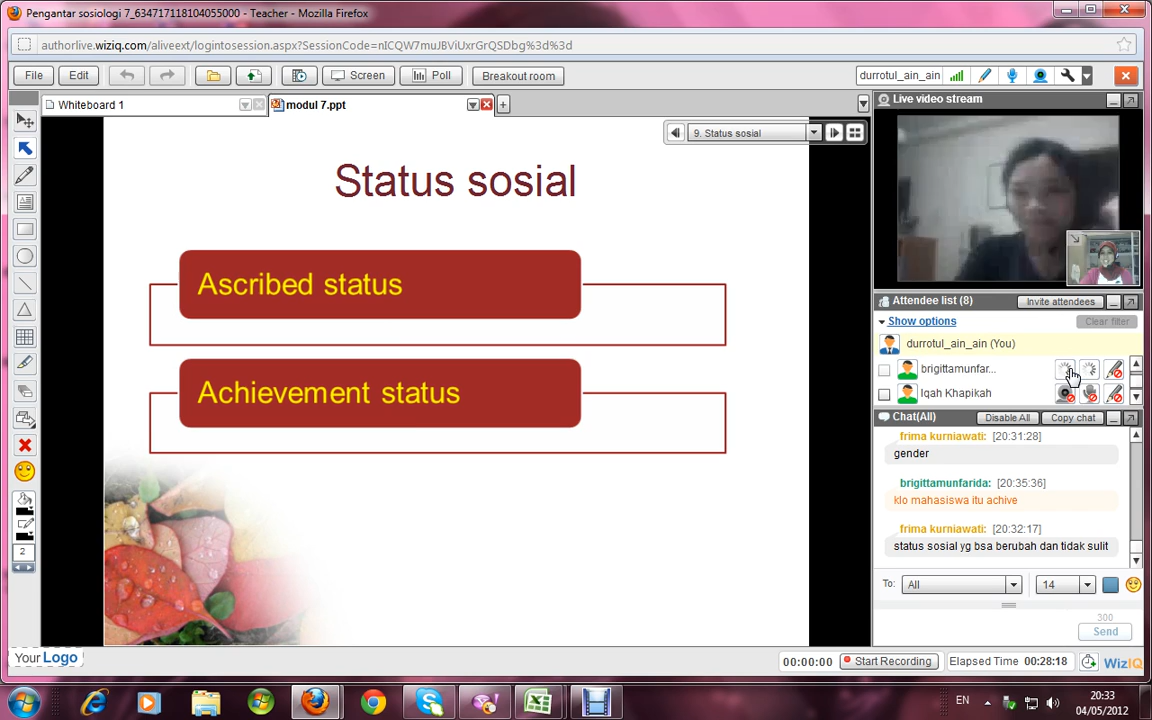 Pengantar sosiologi 7_634717118104055000 - Teacher - Mozilla Firefox
authorlive.wiziq.com/aliveext/logintosession.aspx?SessionCode=nICQW7muJBViUxrGrQSDbg%3d%3d
File Edit Screen Poll Breakout room durrotul_ain_ain
Whiteboard 1 modul 7.ppt
Live video stream
9. Status sosial
Status sosial
Ascribed status
Achievement status
Attendee list (8) Invite attendees
Show options Clear filter
durrotul_ain_ain (You)
brigittamunfar...
Iqah Khapikah
Chat(All) Disable All Copy chat
frima kurniawati: [20:31:28]
gender
brigittamunfarida: [20:35:36]
klo mahasiswa itu achive
frima kurniawati: [20:32:17]
status sosial yg bsa berubah dan tidak sulit
2
To: All 14
300
Send
Your Logo
00:00:00 Start Recording Elapsed Time 00:28:18 WizIQ
EN 20:33
04/05/2012